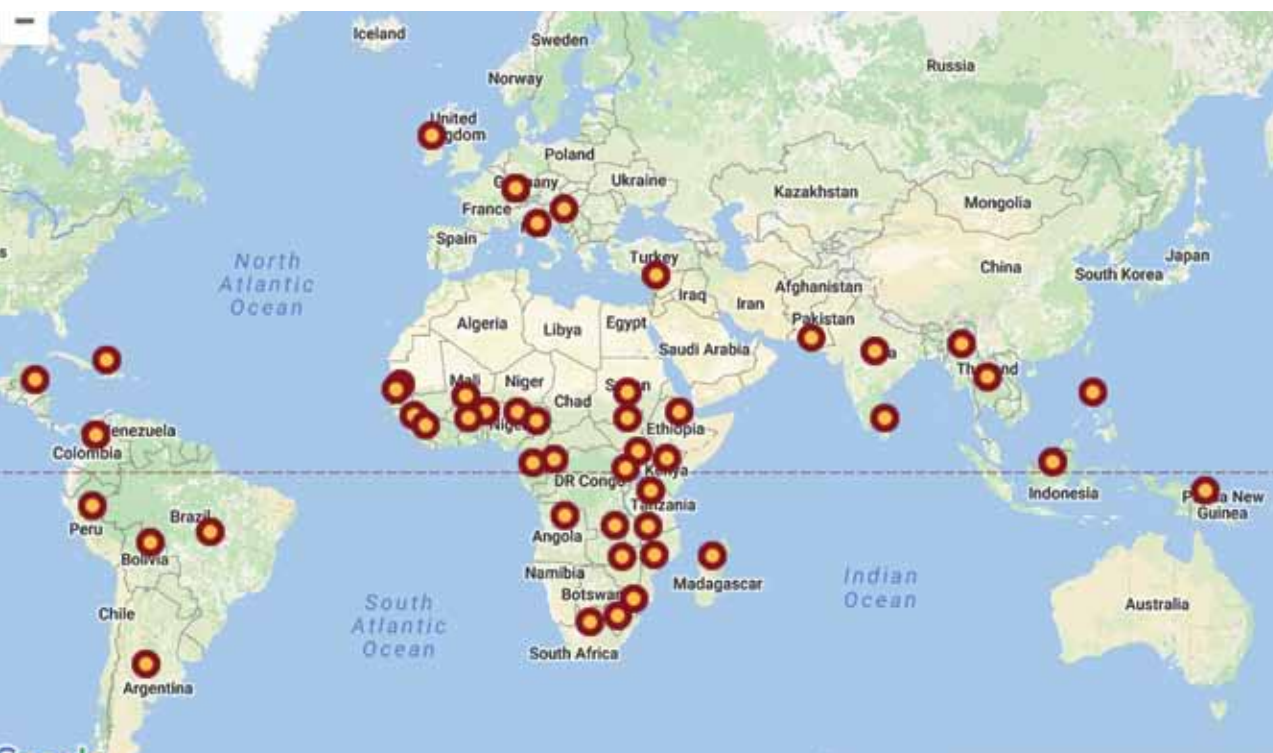 Iceland
Sweden
Russia
Norway
United
Poland
Ukraine
Kazakhstan
France
Mongolia
Spain
North
Atlantic
Ocean
Turkey
China
Japan
South Korea
Afghanistan
Iraq
Iran
Pakistan
Algeria
Libya
Egypt
Saudi Arabia
Mali
Niger
Chad
Ethiopia
Colombia
Kenya
DR Congo
Indonesia
New
Guinea
Tanzania
Peru
Brazil
Angola
Bolivia
Namibia
Madagascar
Indian
Ocean
South
Atlantic
Ocean
Chile
Australia
South Africa
Argentina